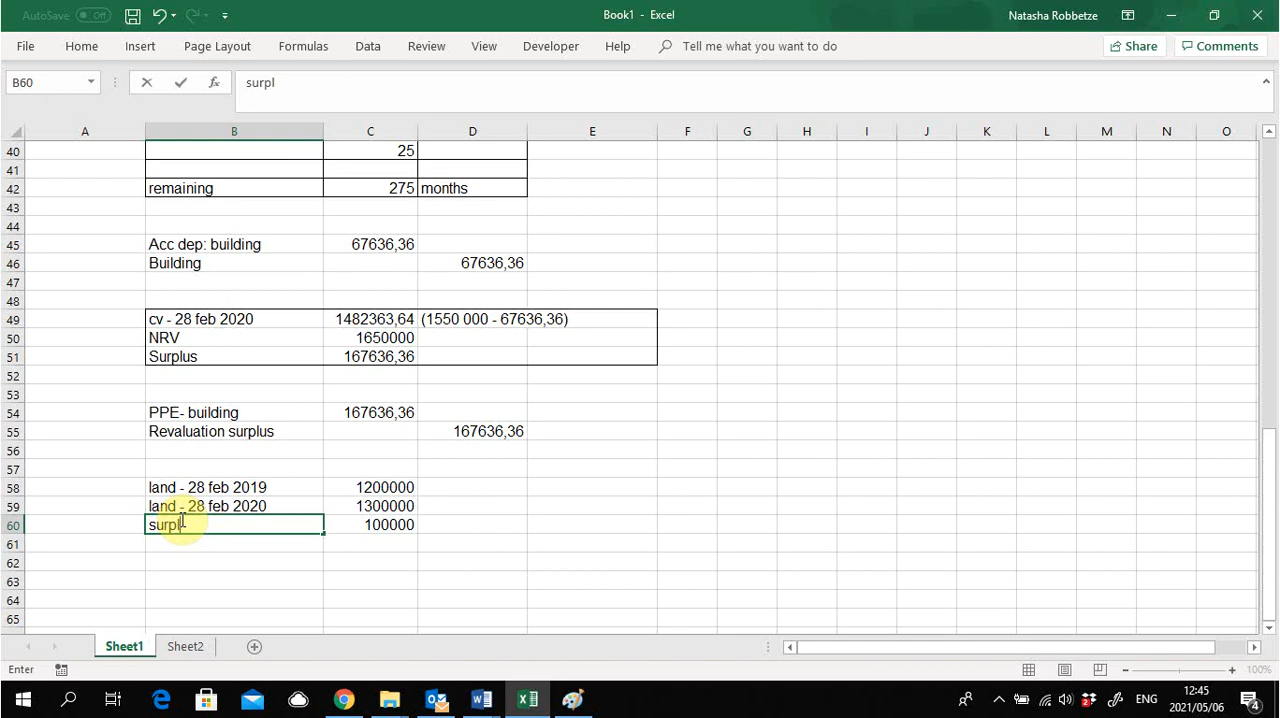 AutoSave Off Book1 - Excel Natasha Robbetze
File Home Insert Page Layout Formulas Data Review View Developer Help Tell me what you want to do Share Comments
B60 fx surpl
A B C D E F G H I J K L M N O
40 25
41
42 remaining 275 months
43
44
45 Acc dep: building 67636,36
46 Building 67636,36
47
48
49 cv - 28 feb 2020 1482363,64 (1550 000 - 67636,36)
50 NRV 1650000
51 Surplus 167636,36
52
53
54 PPE- building 167636,36
55 Revaluation surplus 167636,36
56
57
58 land - 28 feb 2019 1200000
59 land - 28 feb 2020 1300000
60 surpl 100000
61
62
63
64
65
Sheet1 Sheet2
Enter 100%
ENG 12:45
2021/05/06 4